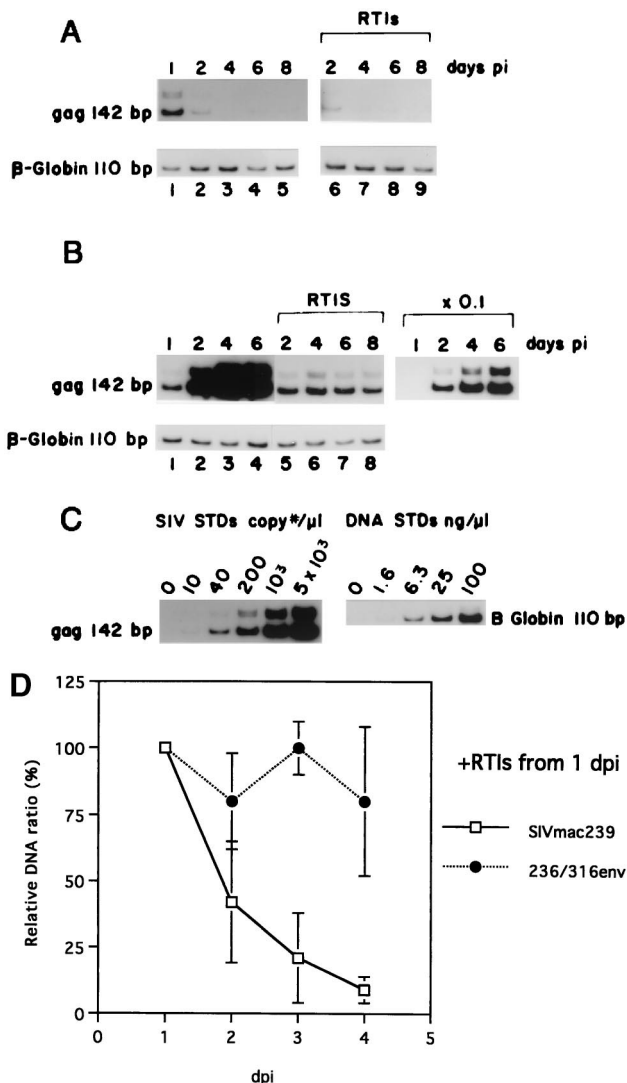 A
RTIs
1 2 4 6 8 2 4 6 8 days pi
gag 142 bp
β-Globin 110 bp
1 2 3 4 5 6 7 8 9
B
RTIS x 0.1
1 2 4 6 2 4 6 8 1 2 4 6 days pi
gag 142 bp
β-Globin 110 bp
1 2 3 4 5 6 7 8
C
SIV STDs copy#/µl DNA STDs ng/µl
0 10 40 200 10³ 5 x 10³ 0 1.6 6.3 25 100
gag 142 bp B Globin 110 bp
D
125
100
75
50
25
0
Relative DNA ratio (%)
0 1 2 3 4 5
dpi
+RTIs from 1 dpi
SIVmac239
236/316env